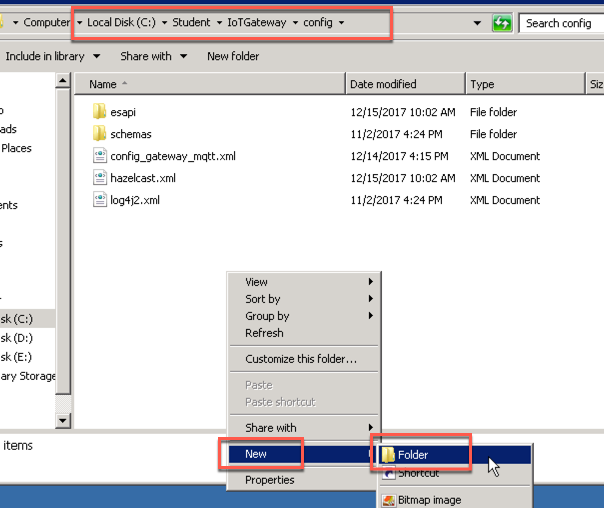 Computer Local Disk (C:) Student IoTGateway config Search config
Include in library Share with New folder
Name Date modified Type Siz
esapi 12/15/2017 10:02 AM File folder
schemas 11/2/2017 4:24 PM File folder
config_gateway_mqtt.xml 12/14/2017 4:15 PM XML Document
hazelcast.xml 12/15/2017 10:02 AM XML Document
log4j2.xml 11/2/2017 4:24 PM XML Document
o
ads
Places
ents
s
sk (C:)
sk (D:)
sk (E:)
ary Storage
items
View
Sort by
Group by
Refresh
Customize this folder...
Paste
Paste shortcut
Share with
New
Properties
Folder
Shortcut
Bitmap image